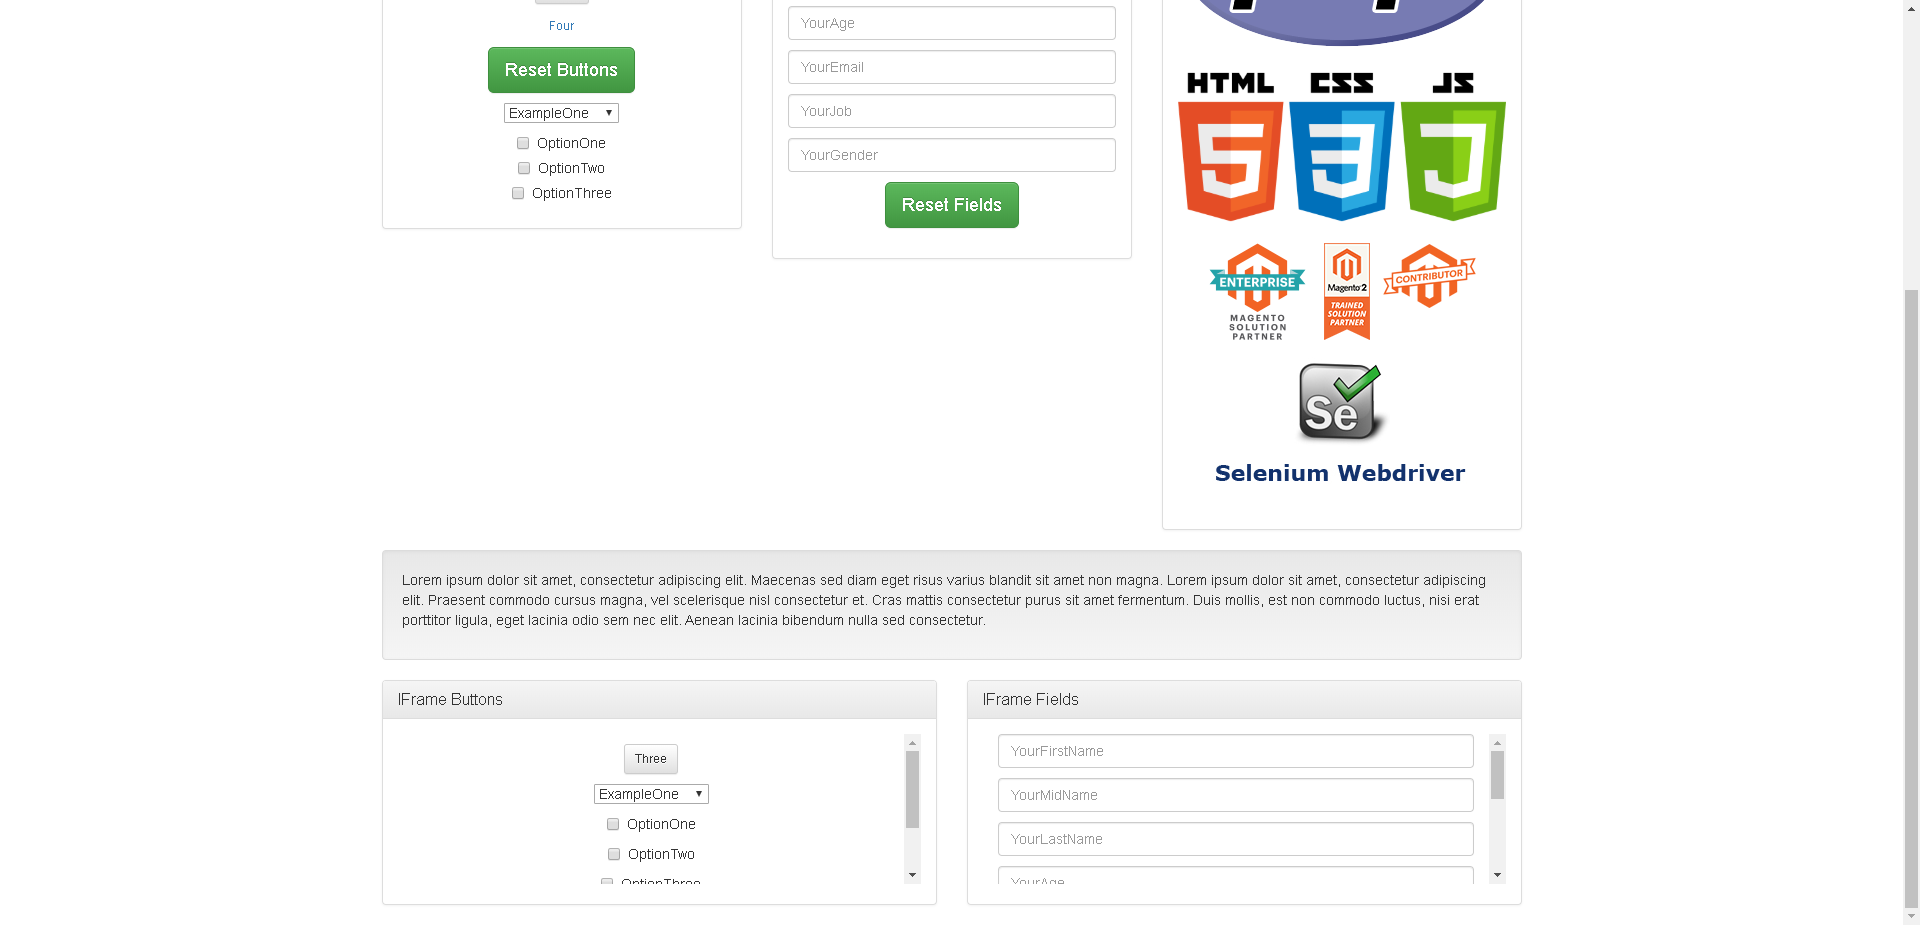 Four
Reset Buttons
ExampleOne
OptionOne
OptionTwo
OptionThree
YourAge
YourEmail
YourJob
YourGender
Reset Fields
HTML CSS JS
5 3
ENTERPRISE
MAGENTO
SOLUTION
PARTNER
Magento 2
TRAINED
SOLUTION
PARTNER
CONTRIBUTOR
Se
Selenium Webdriver
Lorem ipsum dolor sit amet, consectetur adipiscing elit. Maecenas sed diam eget risus varius blandit sit amet non magna. Lorem ipsum dolor sit amet, consectetur adipiscing
elit. Praesent commodo cursus magna, vel scelerisque nisl consectetur et. Cras mattis consectetur purus sit amet fermentum. Duis mollis, est non commodo luctus, nisi erat
porttitor ligula, eget lacinia odio sem nec elit. Aenean lacinia bibendum nulla sed consectetur.
IFrame Buttons
Three
ExampleOne
OptionOne
OptionTwo
OptionThree
IFrame Fields
YourFirstName
YourMidName
YourLastName
YourAge